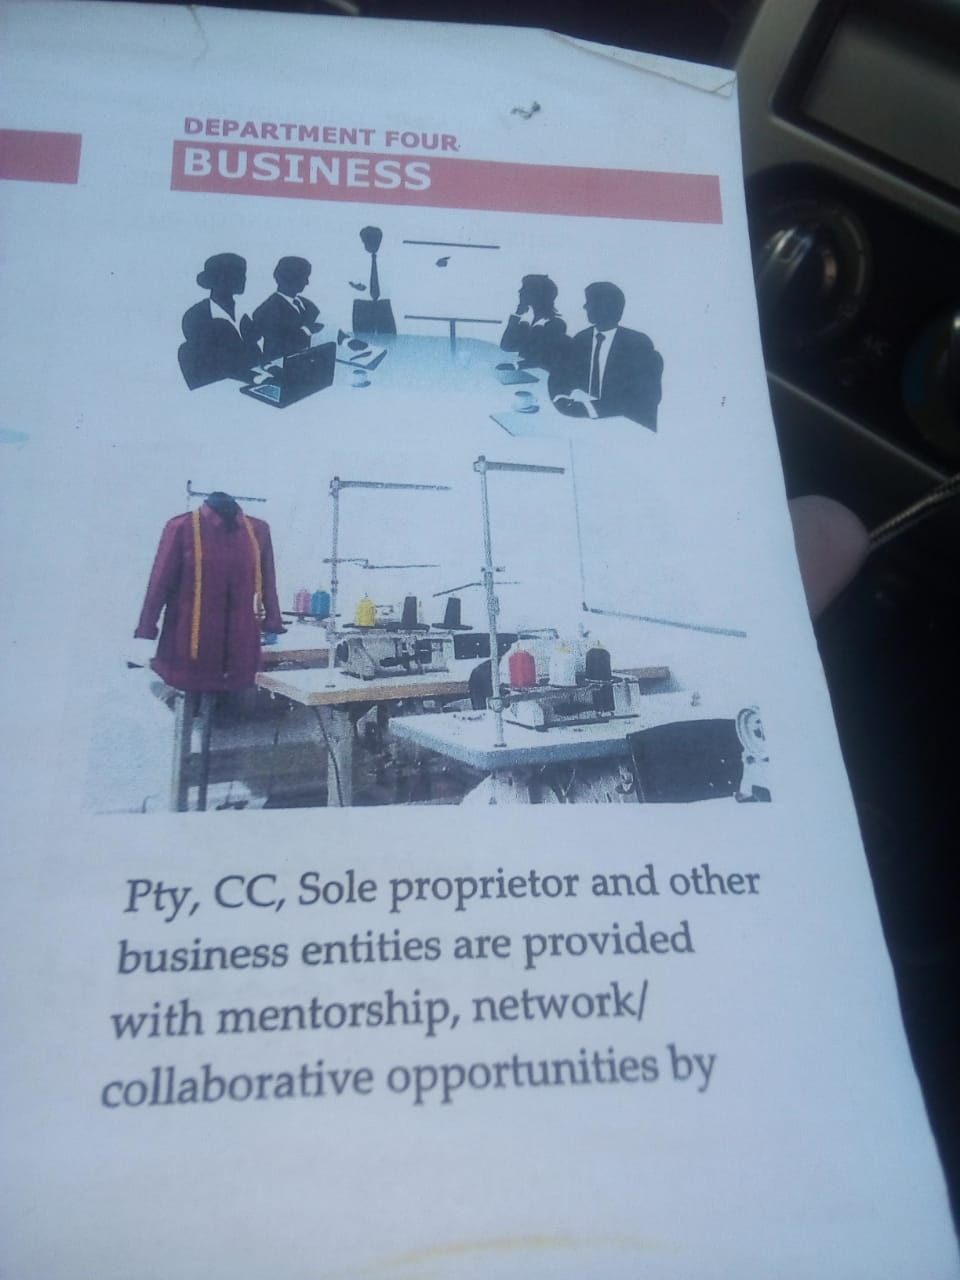 DEPARTMENT FOUR
BUSINESS
Pty, CC, Sole proprietor and other
business entities are provided
with mentorship, network/
collaborative opportunities by